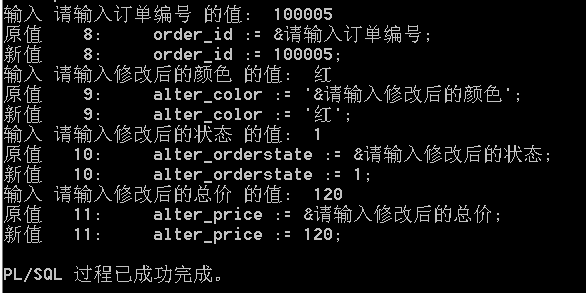 输入 请输入订单编号 的值： 100005
原值    8:     order_id := &请输入订单编号;
新值    8:     order_id := 100005;
输入 请输入修改后的颜色 的值： 红
原值    9:     alter_color := '&请输入修改后的颜色';
新值    9:     alter_color := '红';
输入 请输入修改后的状态 的值： 1
原值   10:     alter_orderstate := &请输入修改后的状态;
新值   10:     alter_orderstate := 1;
输入 请输入修改后的总价 的值： 120
原值   11:     alter_price := &请输入修改后的总价;
新值   11:     alter_price := 120;
PL/SQL 过程已成功完成。